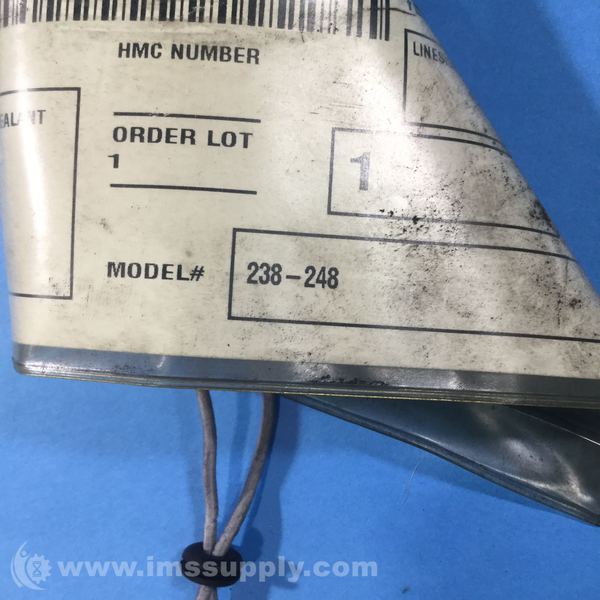 HMC NUMBER
ORDER LOT
1
1
MODEL#
238-248
www.imssupply.com